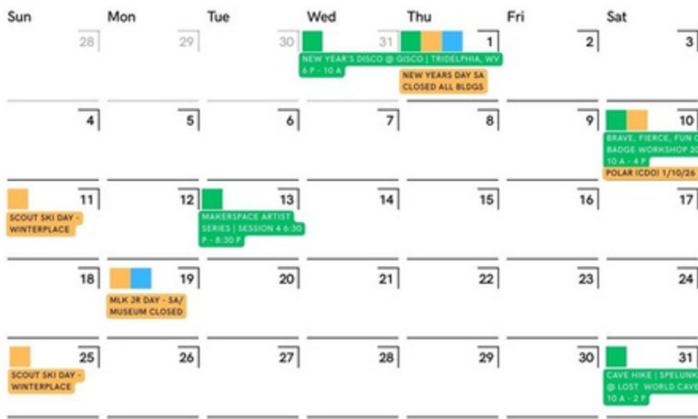 Sun Mon Tue Wed Thu Fri Sat
28 29 30 31 1 2 3
NEW YEAR'S DISCO @ GISCO | TRIDELPHIA, WV
6 P - 10 A
NEW YEARS DAY SA
CLOSED ALL BLDGS
4 5 6 7 8 9 10
BRAVE, FIERCE, FUN
BADGE WORKSHOP
10 A - 4 P
POLAR (CDO) 1/10/26
11 12 13 14 15 16 17
SCOUT SKI DAY -
WINTERPLACE
MAKERSPACE ARTIST
SERIES | SESSION 4 6:30
P - 8:30 P
18 19 20 21 22 23 24
MLK JR DAY - SA/
MUSEUM CLOSED
25 26 27 28 29 30 31
SCOUT SKI DAY -
WINTERPLACE
CAVE HIKE | SPELUNK
@ LOST WORLD CAVE
10 A - 2 P